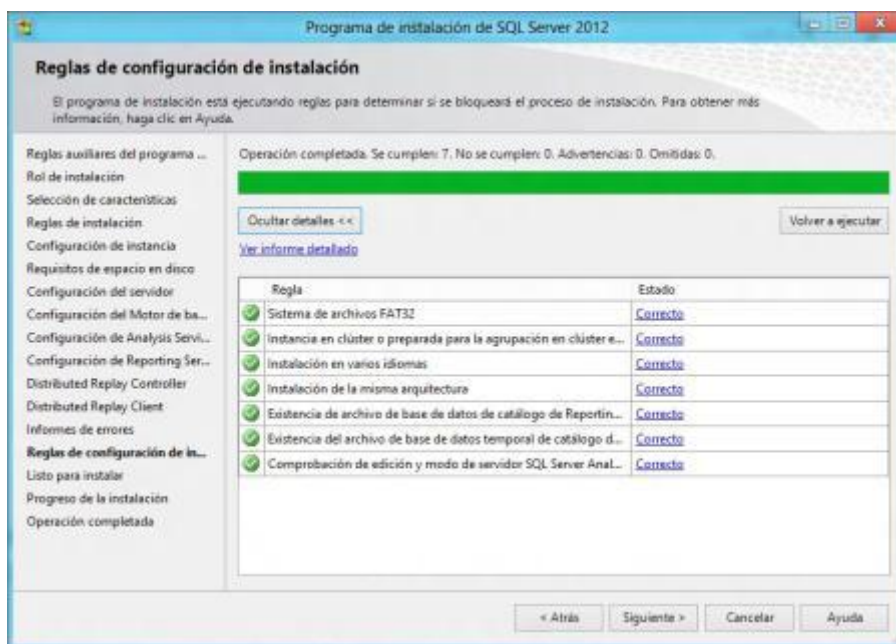 Programa de instalación de SQL Server 2012
Reglas de configuración de instalación
El programa de instalación está ejecutando reglas para determinar si se bloqueará el proceso de instalación. Para obtener más
información, haga clic en Ayuda.
Reglas auxiliares del programa ...
Rol de instalación
Selección de características
Reglas de instalación
Configuración de instancia
Requisitos de espacio en disco
Configuración del servidor
Configuración del Motor de ba...
Configuración de Analysis Servi...
Configuración de Reporting Ser...
Distributed Replay Controller
Distributed Replay Client
Informes de errores
Reglas de configuración de in...
Listo para instalar
Progreso de la instalación
Operación completada
Operación completada. Se cumplen: 7. No se cumplen: 0. Advertencias: 0. Omitidas: 0.
Ocultar detalles <<
Volver a ejecutar
Ver informe detallado
Regla Estado
Sistema de archivos FAT32 Correcto
Instancia en clúster o preparada para la agrupación en clúster e... Correcto
Instalación en varios idiomas Correcto
Instalación de la misma arquitectura Correcto
Existencia de archivo de base de datos de catálogo de Reportin... Correcto
Existencia del archivo de base de datos temporal de catálogo d... Correcto
Comprobación de edición y modo de servidor SQL Server Anal... Correcto
< Atrás
Siguiente >
Cancelar
Ayuda